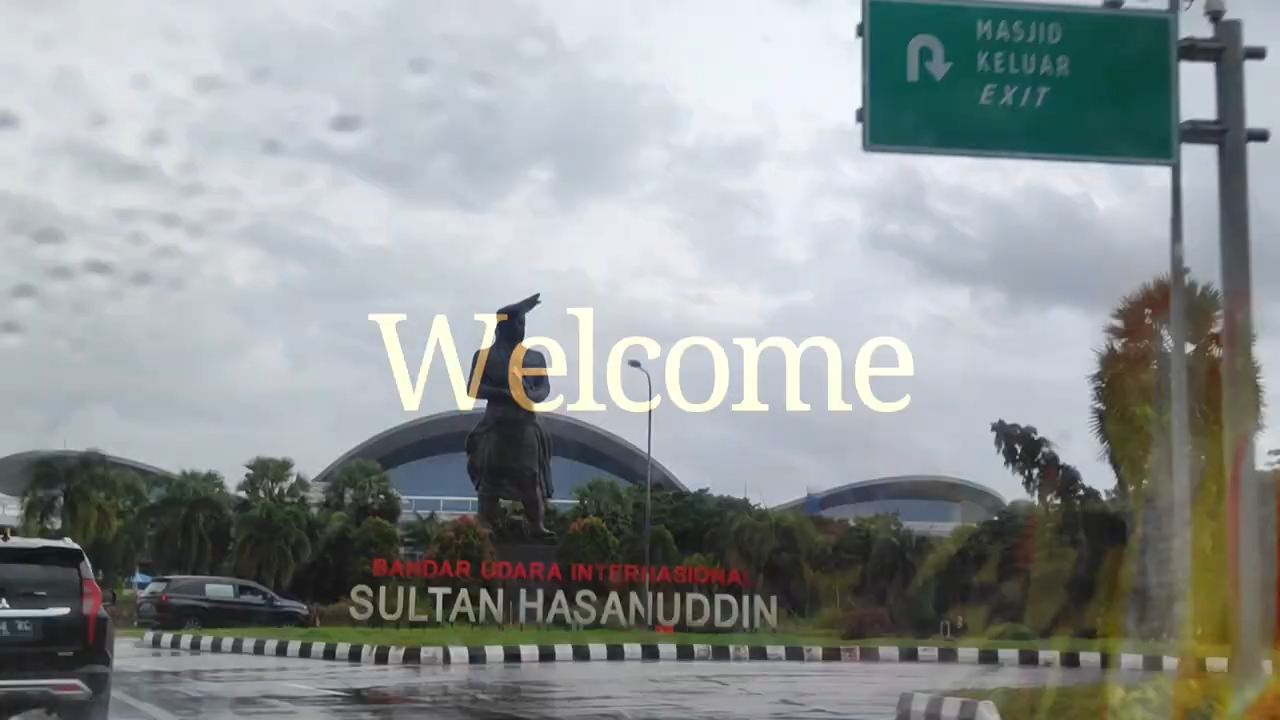 MASJID
KELUAR
EXIT
Welcome
BANDAR UDARA INTERNASIONAL
SULTAN HASANUDDIN